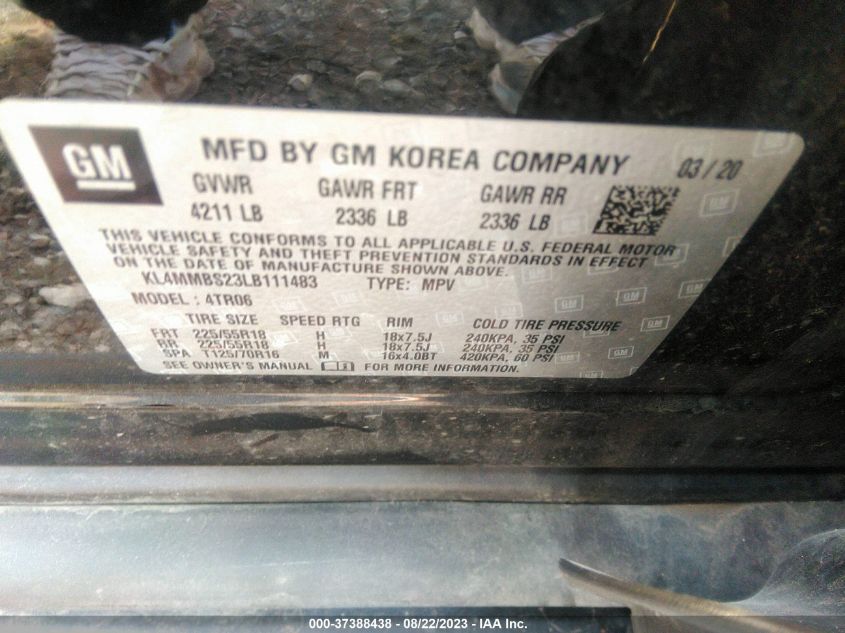 GM MFD BY GM KOREA COMPANY 03/20
GVWR GAWR FRT GAWR RR
4211 LB 2336 LB 2336 LB
THIS VEHICLE CONFORMS TO ALL APPLICABLE U.S. FEDERAL MOTOR
VEHICLE SAFETY AND THEFT PREVENTION STANDARDS IN EFFECT
ON THE DATE OF MANUFACTURE SHOWN ABOVE.
KL4MMBS23LB111483 TYPE: MPV
MODEL: 4TR06
TIRE SIZE SPEED RTG RIM COLD TIRE PRESSURE
FRT 225/55R18 H 18x7.5J 240KPA, 35 PSI
RR 225/55R18 H 18x7.5J 240KPA, 35 PSI
SPA T125/70R16 M 16x4.0BT 420KPA, 60 PSI
SEE OWNER'S MANUAL FOR MORE INFORMATION.
000-37388438 - 08/22/2023 - IAA Inc.